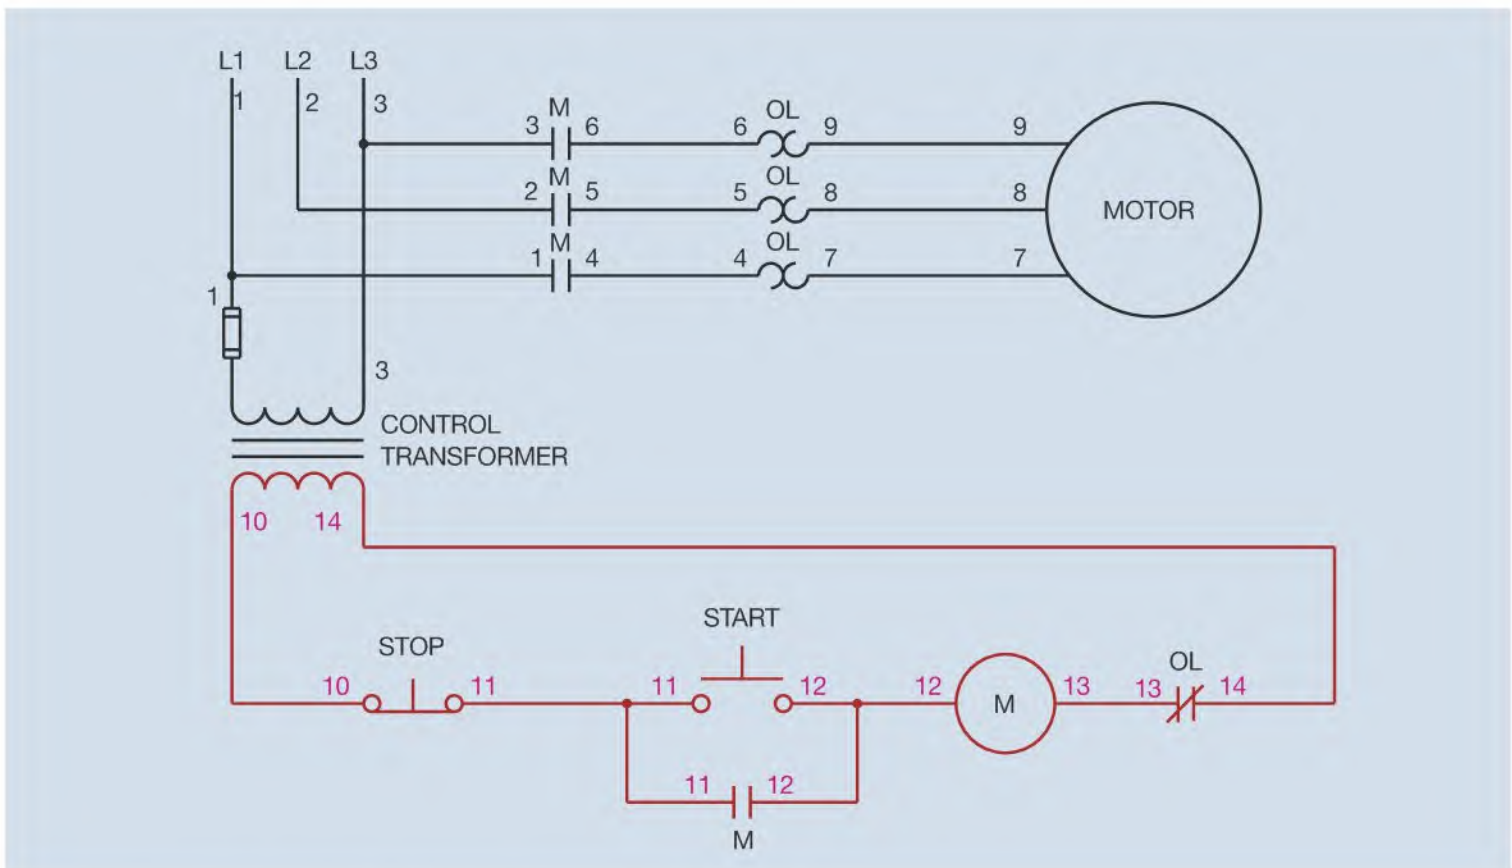 L1 L2 L3
1 2 3
M OL
3 6 6 9 9
M OL
2 5 5 8 8
MOTOR
M OL
1 4 4 7 7
1
3
CONTROL
TRANSFORMER
10 14
START
STOP
OL
10 11 11 12 12 13 13 14
M
11 12
M